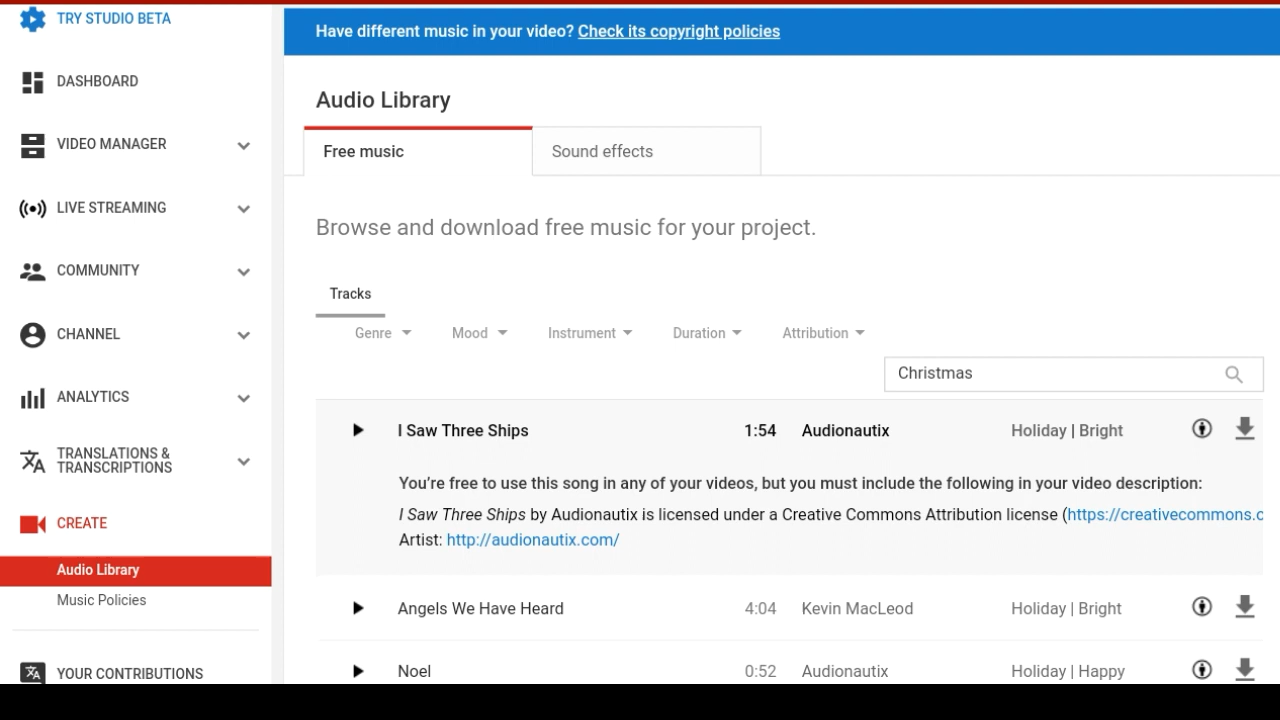 TRY STUDIO BETA
DASHBOARD
VIDEO MANAGER
LIVE STREAMING
COMMUNITY
CHANNEL
ANALYTICS
TRANSLATIONS &
TRANSCRIPTIONS
CREATE
Audio Library
Music Policies
YOUR CONTRIBUTIONS
Have different music in your video? Check its copyright policies
Audio Library
Free music
Sound effects
Browse and download free music for your project.
Tracks
Genre Mood Instrument Duration Attribution
Christmas
I Saw Three Ships 1:54 Audionautix Holiday | Bright
You're free to use this song in any of your videos, but you must include the following in your video description:
I Saw Three Ships by Audionautix is licensed under a Creative Commons Attribution license (https://creativecommons.c
Artist: http://audionautix.com/
Angels We Have Heard 4:04 Kevin MacLeod Holiday | Bright
Noel 0:52 Audionautix Holiday | Happy